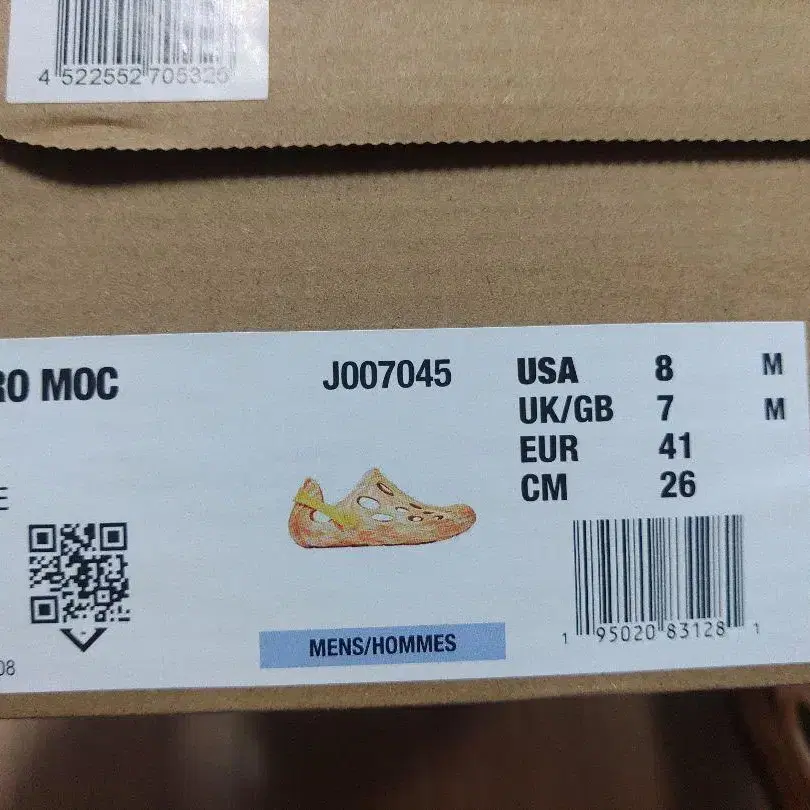 4 522552 705325
RO MOC
J007045
USA 8 M
UK/GB 7 M
EUR 41
CM 26
E
MENS/HOMMES
1 95020 83128 1
08